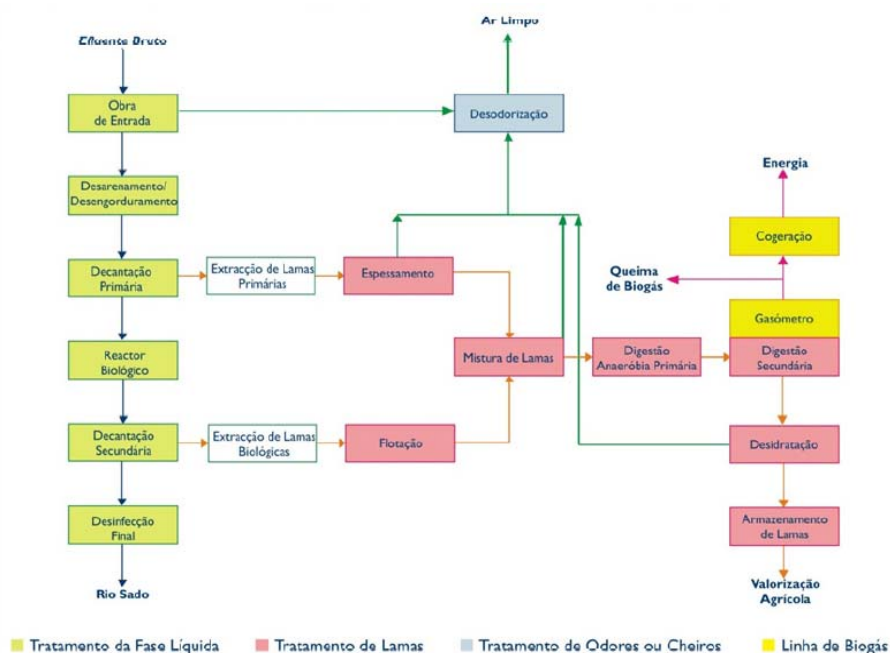 Efluente Bruto
Ar Limpo
Obra
de Entrada
Desodorização
Desarenamento/
Desengorduramento
Energia
Cogeração
Decantação
Primária
Extracção de Lamas
Primárias
Espessamento
Queima
de Biogás
Gasómetro
Reactor
Biológico
Mistura de Lamas
Digestão
Anaeróbia Primária
Digestão
Secundária
Decantação
Secundária
Extracção de Lamas
Biológicas
Flotação
Desidratação
Desinfecção
Final
Armazenamento
de Lamas
Rio Sado
Valorização
Agrícola
Tratamento da Fase Líquida
Tratamento de Lamas
Tratamento de Odores ou Cheiros
Linha de Biogás